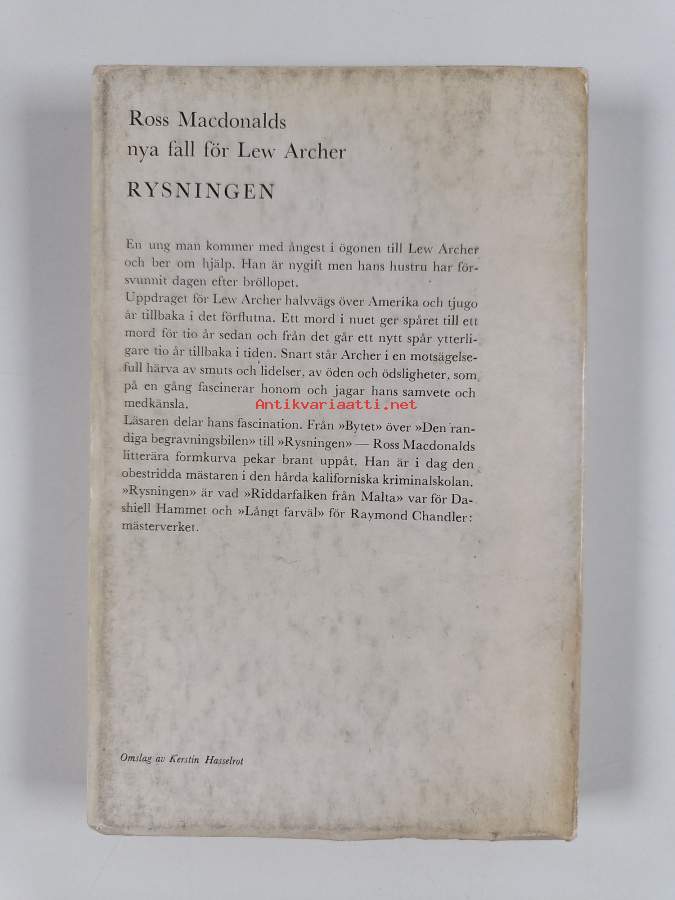 Ross Macdonalds
nya fall för Lew Archer
RYSNINGEN
En ung man kommer med ångest i ögonen till Lew Archer
och ber om hjälp. Han är nygift men hans hustru har för-
svunnit dagen efter bröllopet.
Uppdraget för Lew Archer halvvägs över Amerika och tjugo
år tillbaka i det förflutna. Ett mord i nuet ger spåret till ett
mord för tio år sedan och från det går ett nytt spår ytterli-
gare tio år tillbaka i tiden. Snart står Archer i en motsägelse-
full härva av smuts och lidelser, av öden och ödsligheter, som
på en gång fascinerar honom och jagar hans samvete och
medkänsla.
Antikvariaatti.net
Läsaren delar hans fascination. Från »Bytet» över »Den ran-
diga begravningsbilen» till »Rysningen» — Ross Macdonalds
litterära formkurva pekar brant uppåt. Han är i dag den
obestridda mästaren i den hårda kaliforniska kriminalskolan.
»Rysningen» är vad »Riddarfalken från Malta» var för Da-
shiell Hammet och »Långt farväl» för Raymond Chandler:
mästerverket.
Omslag av Kerstin Hasselrot